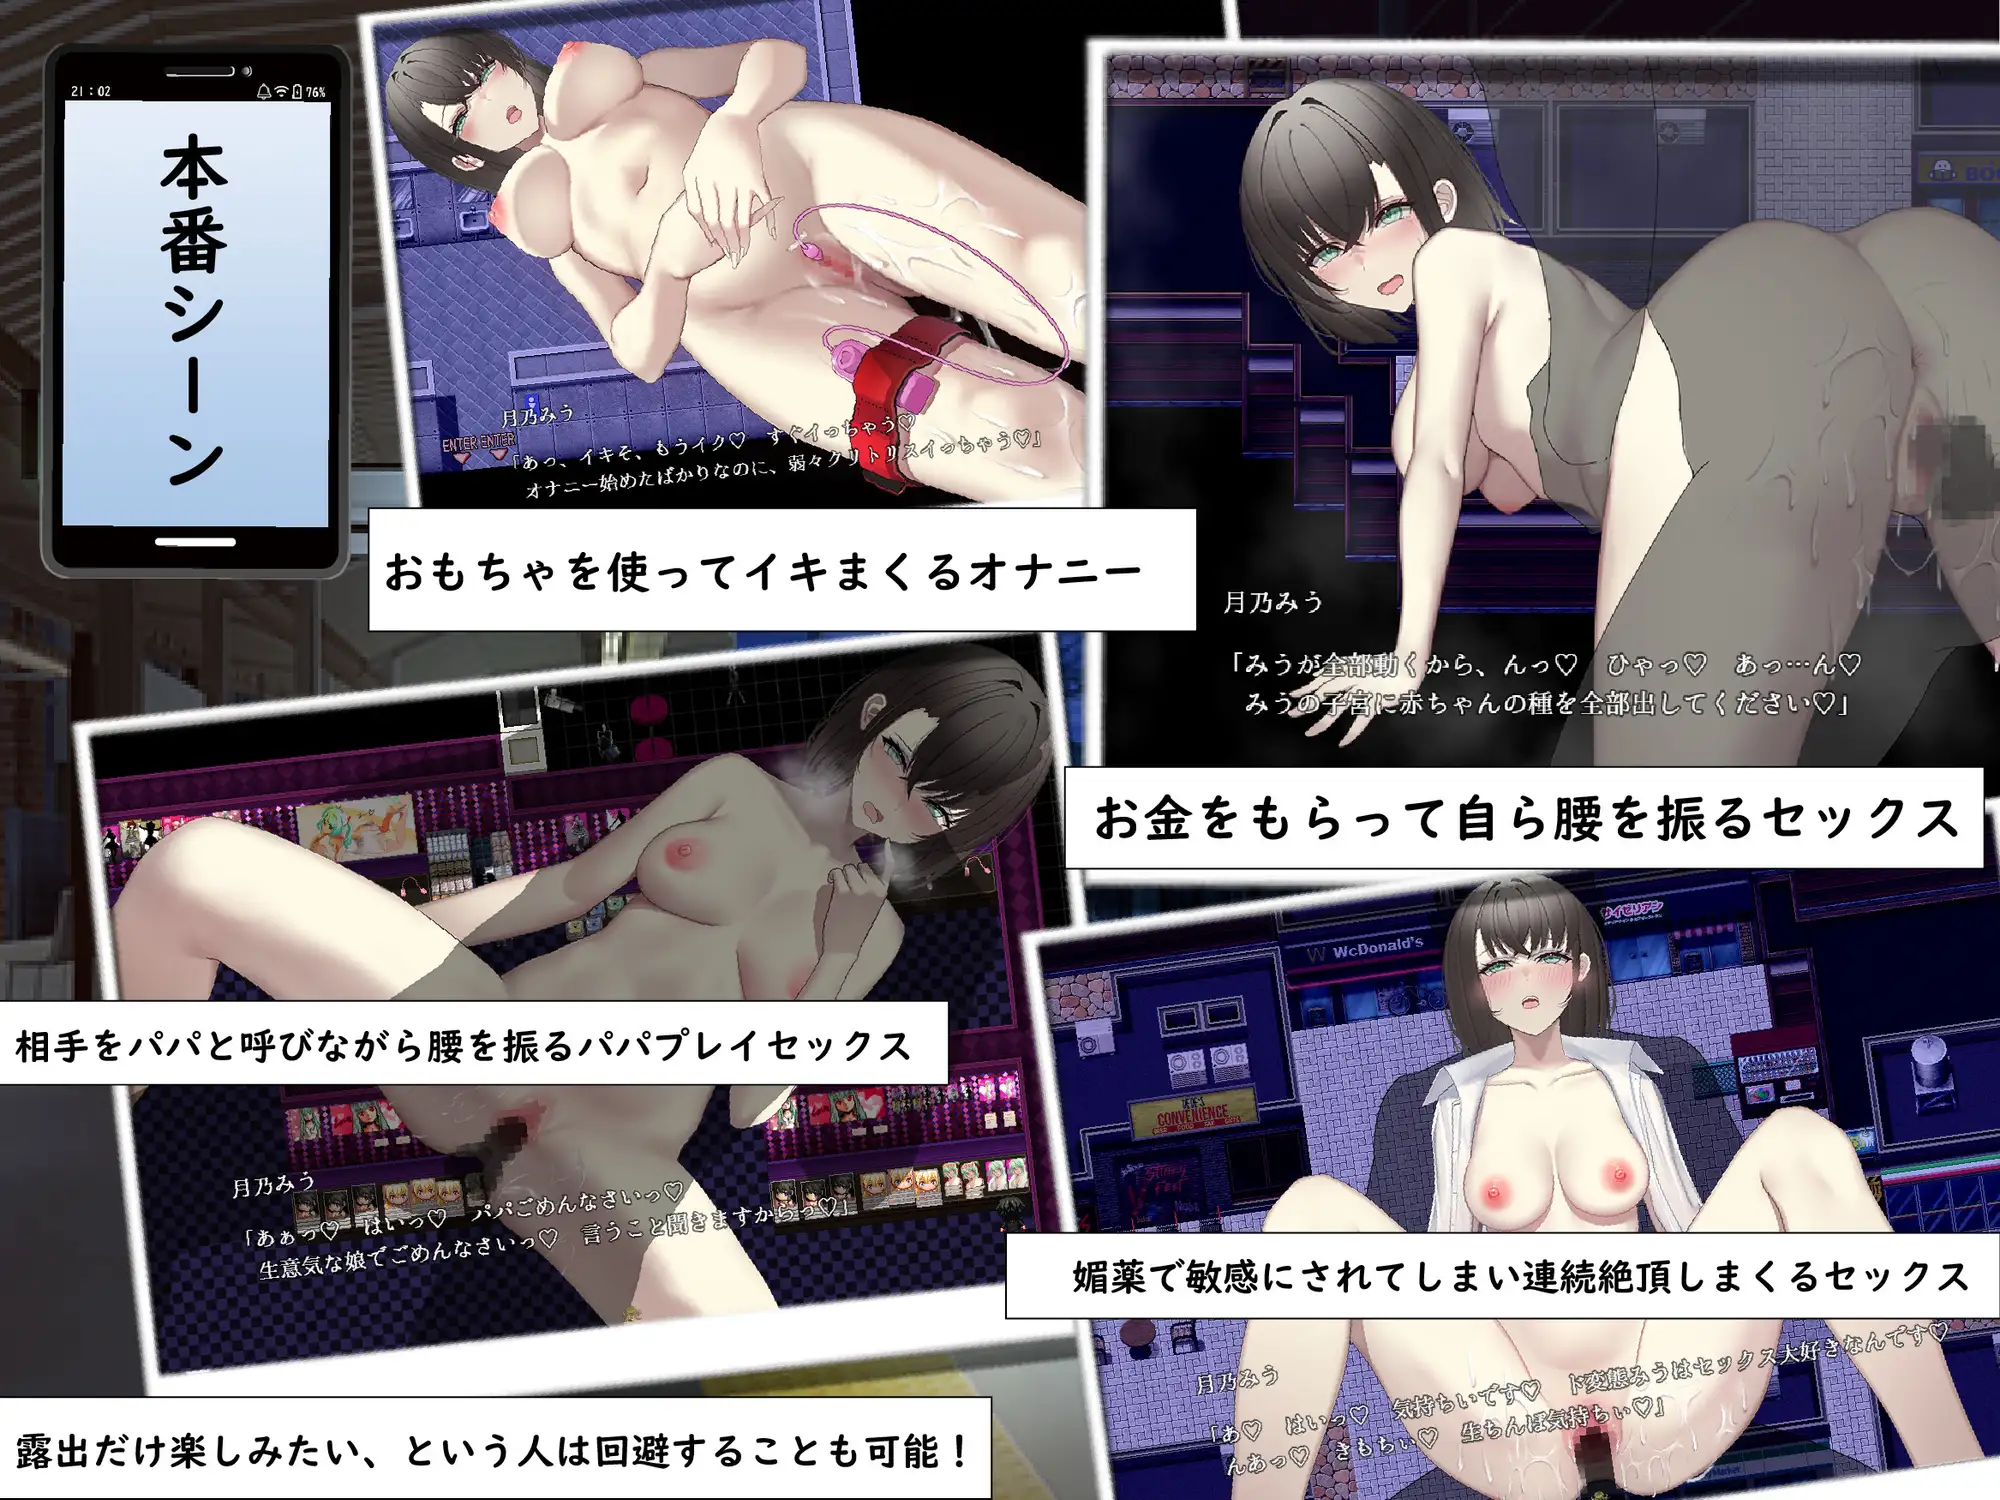 21:02
76%
本番シーン
ENTER ENTER
月乃みう
「あっ、イキそ、もうイク♡　すぐイっちゃう♡
オナニー始めたばかりなのに、弱々クリトリスイっちゃう♡」
おもちゃを使ってイキまくるオナニー
月乃みう
「みうが全部動くから、んっ♡　ひゃっ♡　あっ…ん♡
みうの子宮に赤ちゃんの種を全部出してください♡」
お金をもらって自ら腰を振るセックス
相手をパパと呼びながら腰を振るパパプレイセックス
月乃みう
「あぁっ♡　はいっ♡　パパごめんなさいっ♡
生意気な娘でごめんなさいっ♡　言うこと聞きますからっ♡」
サイゼリアン
WcDonald's
CONVENIENCE
媚薬で敏感にされてしまい連続絶頂しまくるセックス
月乃みう
「あ♡　はいっ♡　気持ちいです♡　ド変態みうはセックス大好きなんです♡
んあっ♡　きもちぃ♡　生ちんぽ気持ちぃ♡」
露出だけ楽しみたい、という人は回避することも可能！